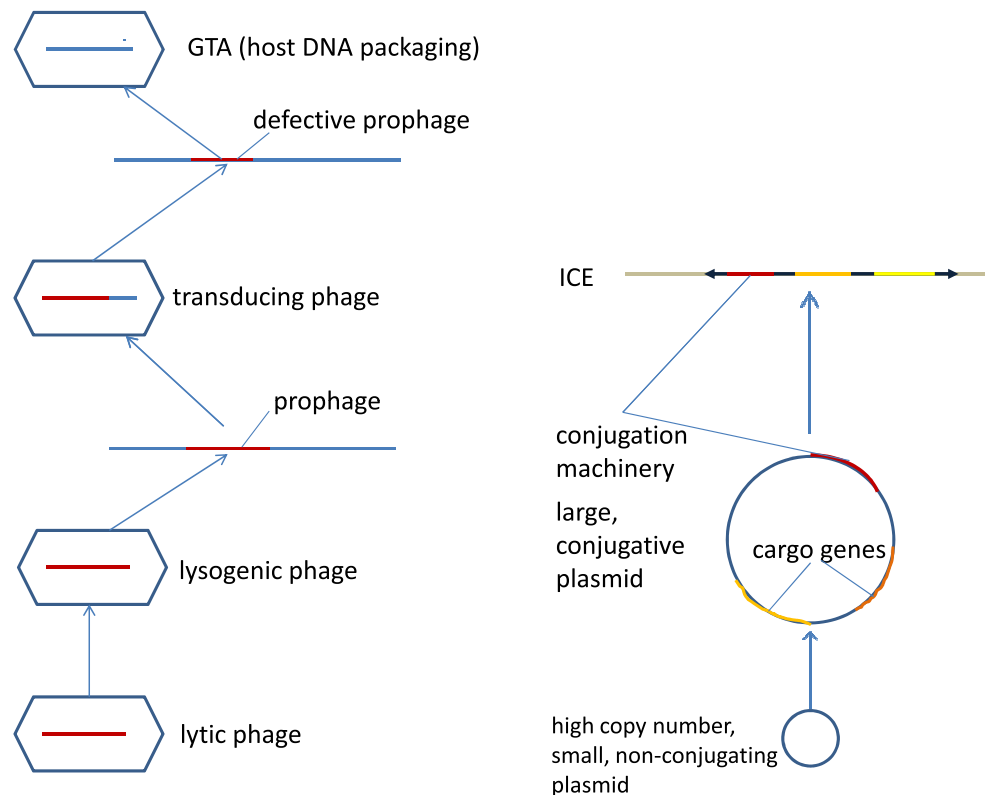 GTA (host DNA packaging)
defective prophage
transducing phage
prophage
lysogenic phage
lytic phage
ICE
conjugation
machinery
large,
conjugative
plasmid
cargo genes
high copy number,
small, non-conjugating
plasmid